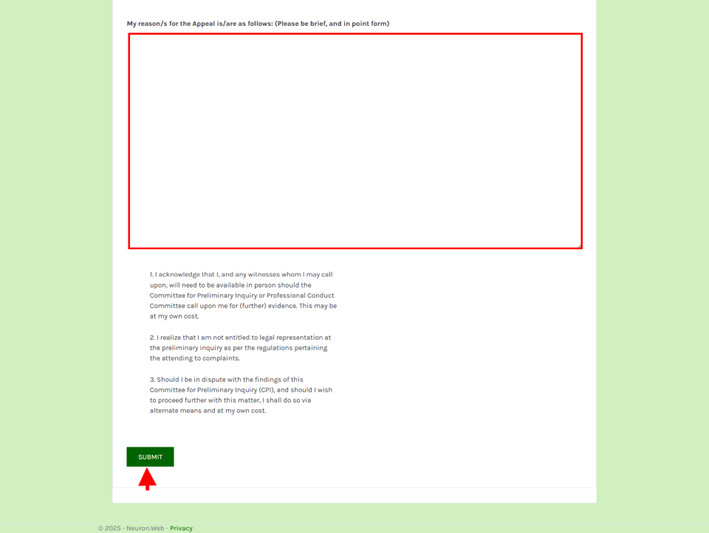 My reason/s for the Appeal is/are as follows: (Please be brief, and in point form)
1. I acknowledge that I, and any witnesses whom I may call
upon, will need to be available in person should the
Committee for Preliminary Inquiry or Professional Conduct
Committee call upon me for (further) evidence. This may be
at my own cost.
2. I realize that I am not entitled to legal representation at
the preliminary inquiry as per the regulations pertaining
the attending to complaints.
3. Should I be in dispute with the findings of this
Committee for Preliminary Inquiry (CPI), and should I wish
to proceed further with this matter, I shall do so via
alternate means and at my own cost.
SUBMIT
© 2025 - Neuron.Web - Privacy